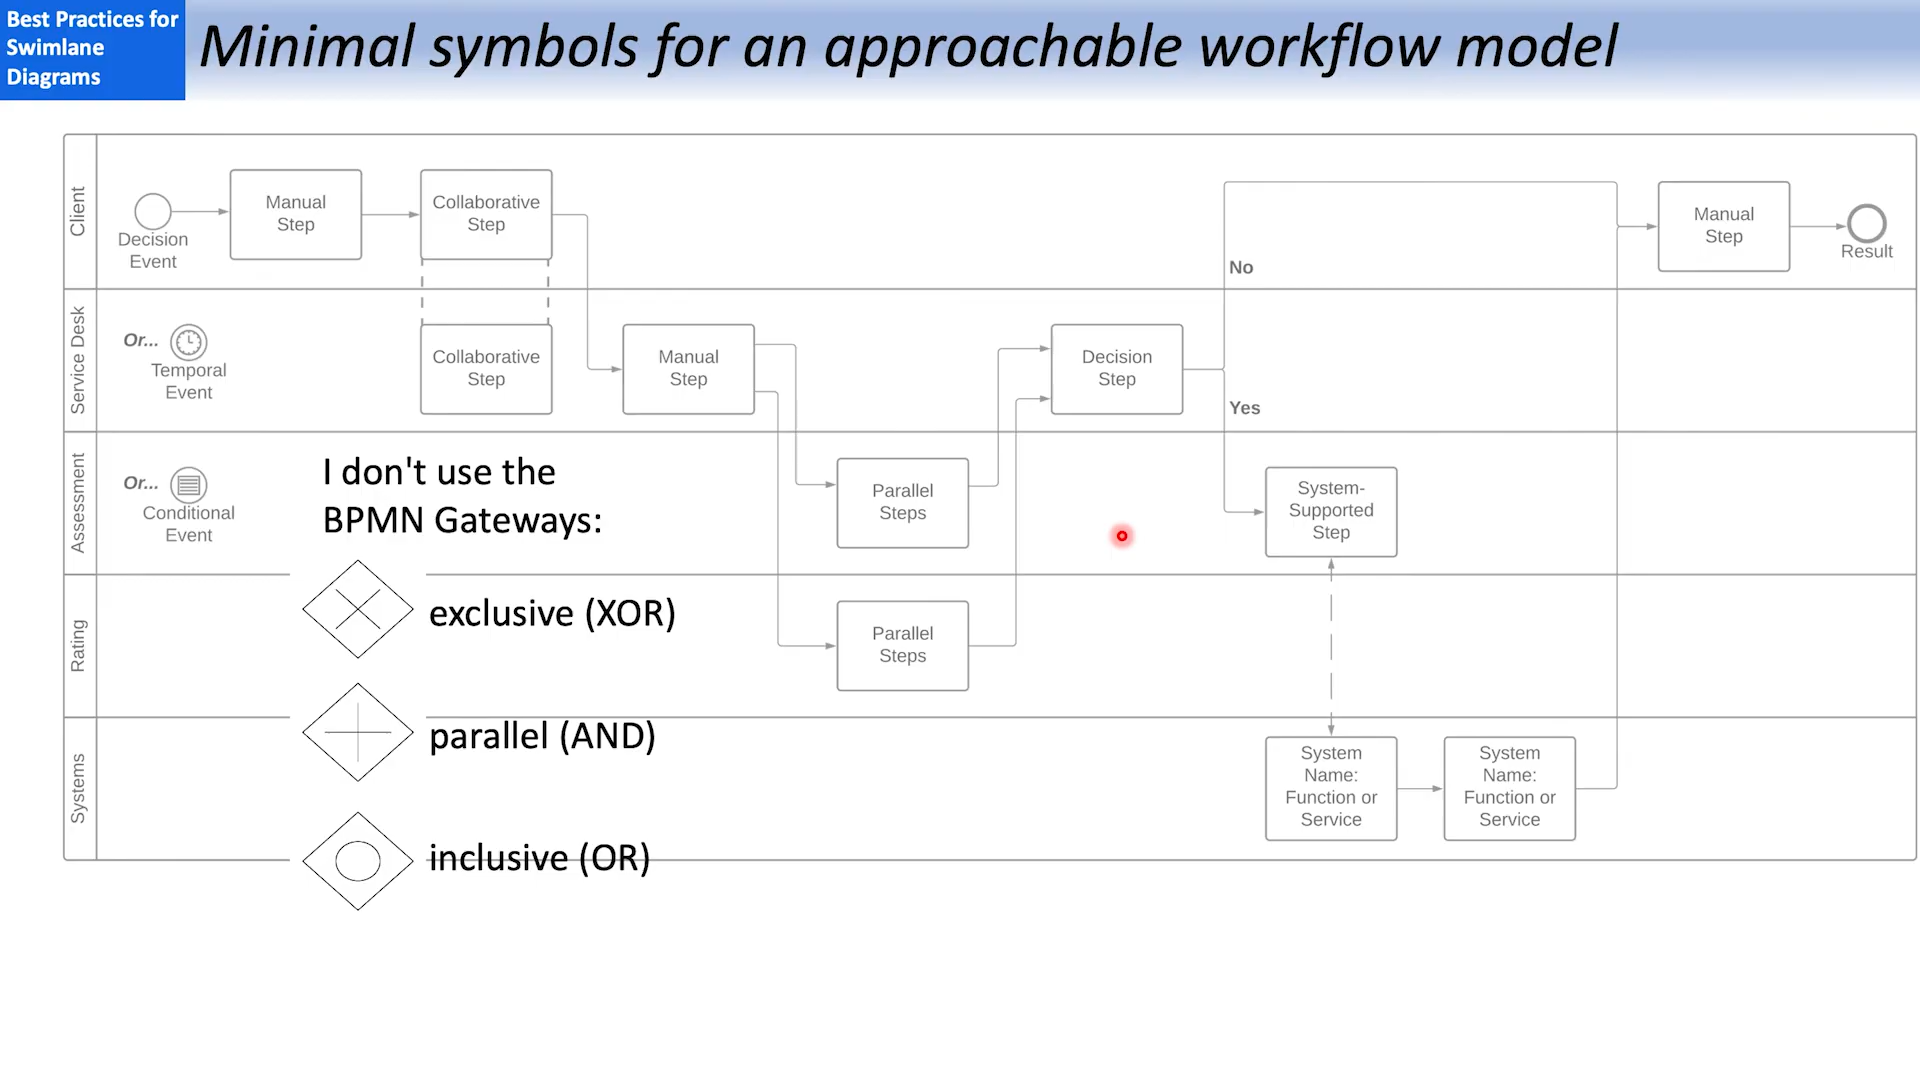 Best Practices for
Swimlane
Diagrams
Minimal symbols for an approachable workflow model
Client
Decision
Event
Manual
Step
Collaborative
Step
No
Manual
Step
Result
Service Desk
Or...
Temporal
Event
Collaborative
Step
Manual
Step
Decision
Step
Yes
Assessment
Or...
Conditional
Event
I don't use the
BPMN Gateways:
Parallel
Steps
System-
Supported
Step
Rating
exclusive (XOR)
Parallel
Steps
Systems
parallel (AND)
System
Name:
Function or
Service
System
Name:
Function or
Service
inclusive (OR)